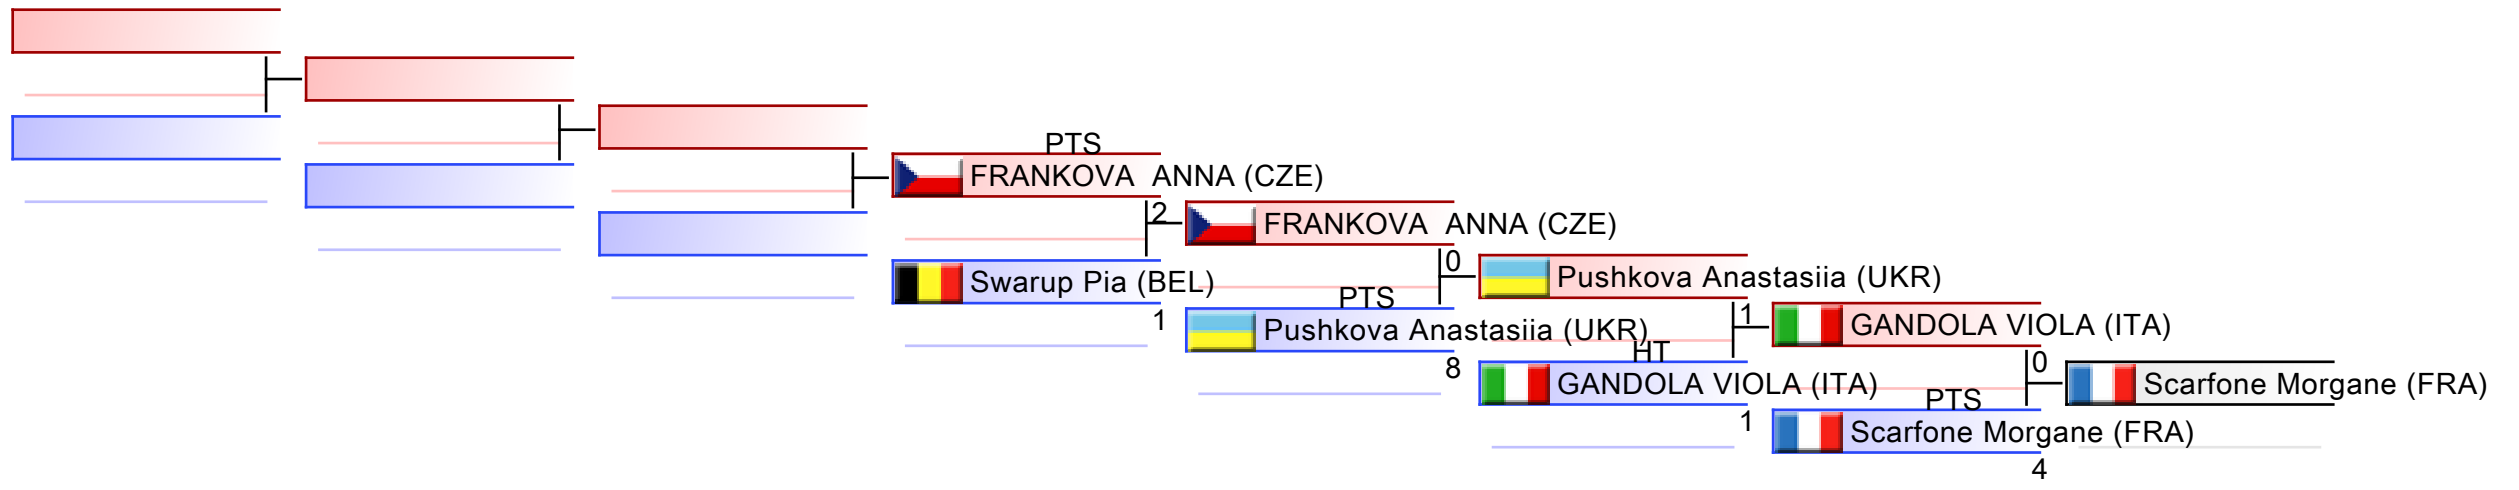 PTS
FRANKOVA  ANNA (CZE)
2
Swarup Pia (BEL)
1
FRANKOVA  ANNA (CZE)
0
PTS
Pushkova Anastasiia (UKR)
8
Pushkova Anastasiia (UKR)
1
HT
GANDOLA VIOLA (ITA)
1
GANDOLA VIOLA (ITA)
0
PTS
Scarfone Morgane (FRA)
4
Scarfone Morgane (FRA)